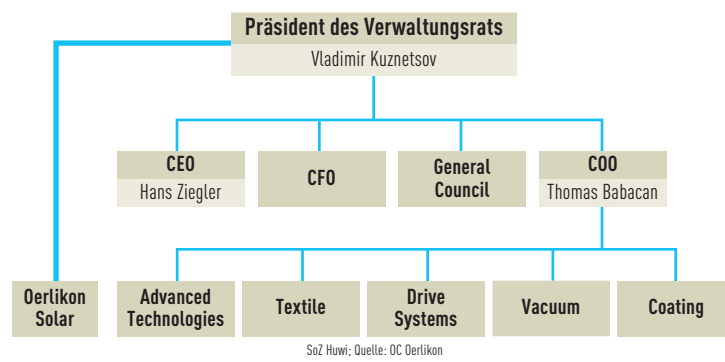 Präsident des Verwaltungsrats
Vladimir Kuznetsov
CEO
Hans Ziegler
CFO
General
Council
COO
Thomas Babacan
Oerlikon
Solar
Advanced
Technologies
Textile
Drive
Systems
Vacuum
Coating
SoZ Huwi; Quelle: OC Oerlikon